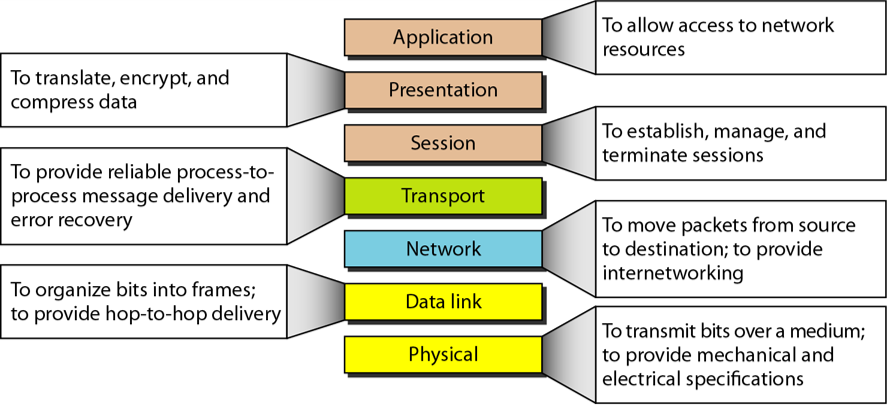 Application
To allow access to network
resources
To translate, encrypt, and
compress data
Presentation
Session
To establish, manage, and
terminate sessions
To provide reliable process-to-
process message delivery and
error recovery
Transport
Network
To move packets from source
to destination; to provide
internetworking
To organize bits into frames;
to provide hop-to-hop delivery
Data link
Physical
To transmit bits over a medium;
to provide mechanical and
electrical specifications